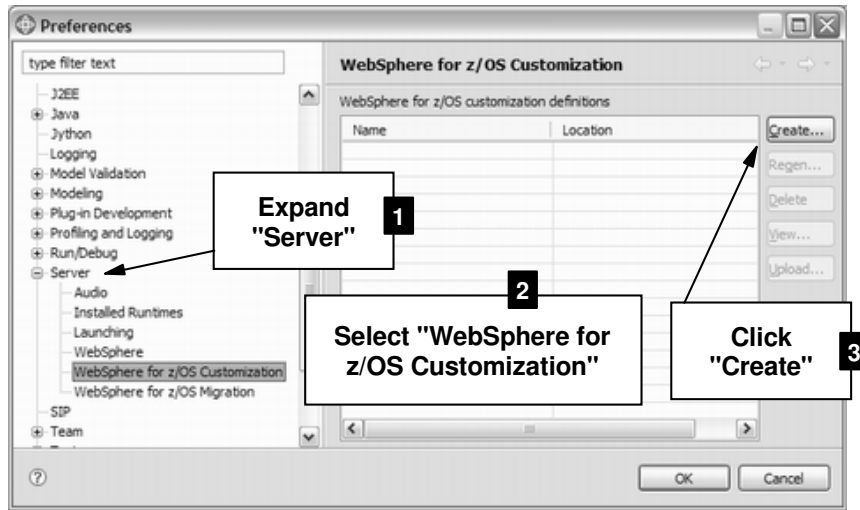 Preferences
type filter text
WebSphere for z/OS Customization
J2EE
Java
Jython
Logging
Model Validation
Modeling
Plug-in Development
Profiling and Logging
Run/Debug
Server
Audio
Installed Runtimes
Launching
WebSphere
WebSphere for z/OS Customization
WebSphere for z/OS Migration
SIP
Team
WebSphere for z/OS customization definitions
Name Location
Create...
Regen...
Delete
View...
Upload...
Expand
"Server"
1
2
Select "WebSphere for
z/OS Customization"
Click
"Create"
3
?
OK Cancel